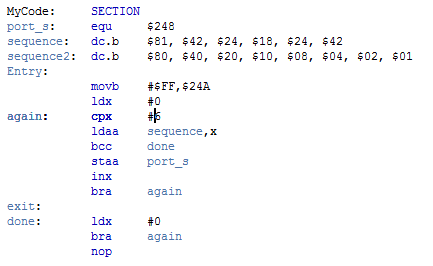 MyCode: SECTION
port_s: equ $248
sequence: dc.b $81, $42, $24, $18, $24, $42
sequence2: dc.b $80, $40, $20, $10, $08, $04, $02, $01
Entry:
movb #$FF,$24A
ldx #0
again: cpx #6
ldaa sequence,x
bcc done
staa port_s
inx
bra again
exit:
done: ldx #0
bra again
nop